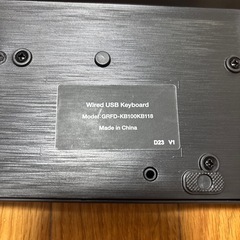 Wired USB Keyboard
Model: GRFD-KB100KB118
Made in China
D23 V1